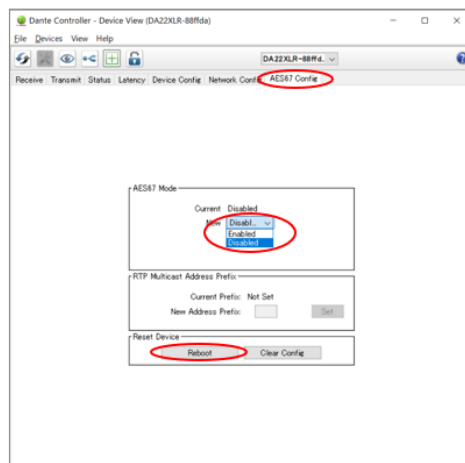 Dante Controller - Device View (DA22XLR-88ffda)
File Devices View Help
DA22XLR-88ffd...
Receive Transmit Status Latency Device Config Network Config AES67 Config
AES67 Mode
Current Disabled
New Disabl...
Enabled
Disabled
RTP Multicast Address Prefix
Current Prefix: Not Set
New Address Prefix: Set
Reset Device
Reboot Clear Config